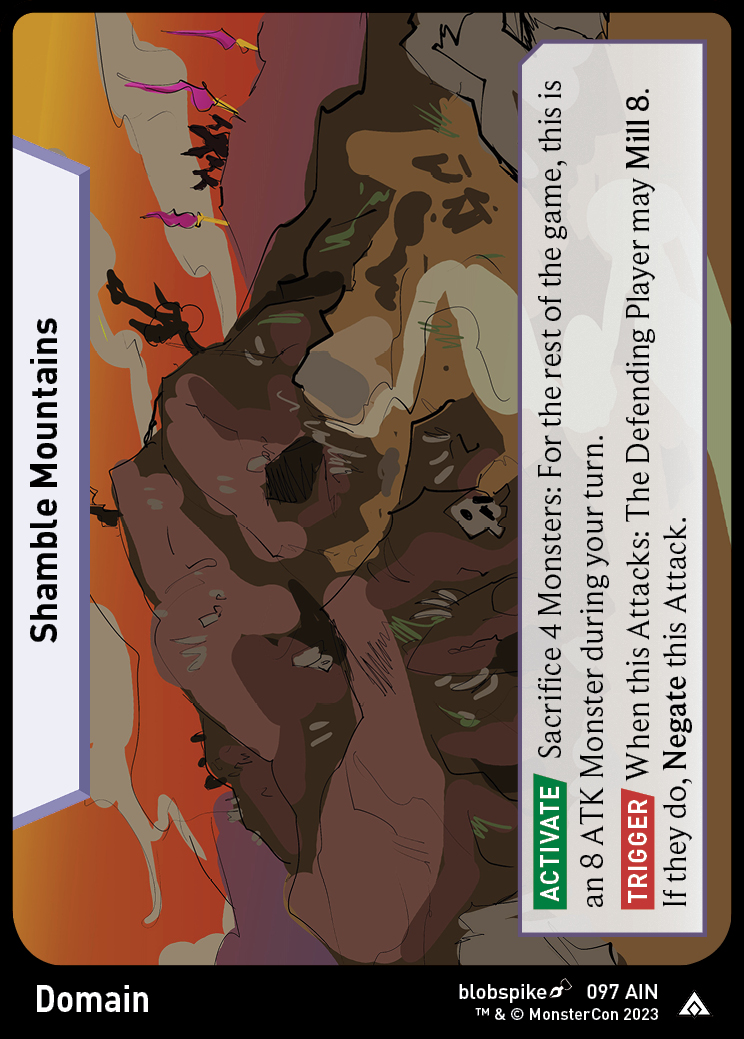 Shamble Mountains
ACTIVATE Sacrifice 4 Monsters: For the rest of the game, this is
an 8 ATK Monster during your turn.
TRIGGER When this Attacks: The Defending Player may Mill 8.
If they do, Negate this Attack.
Domain
blobspike 097 AIN
™ & © MonsterCon 2023